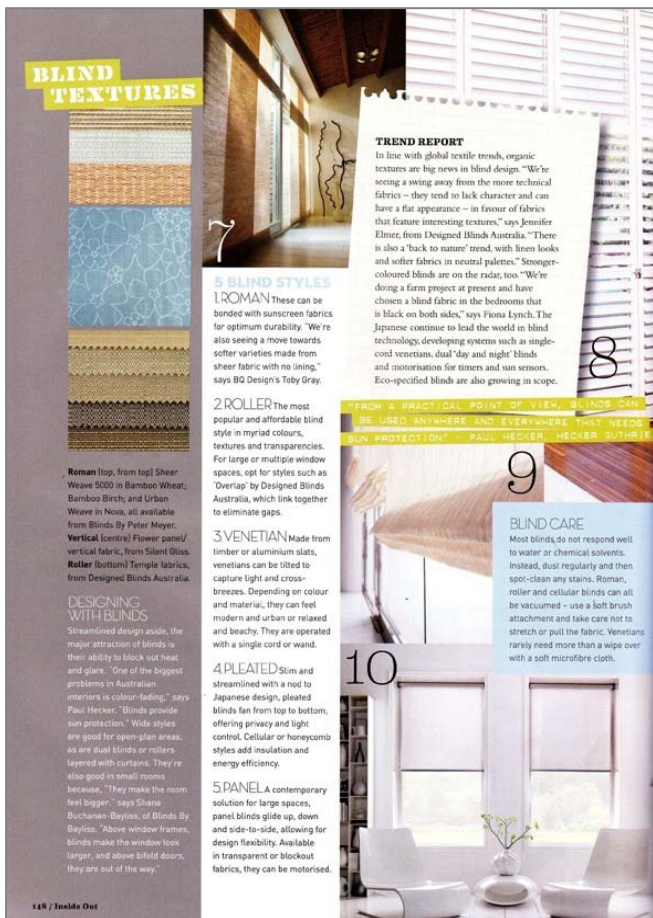 BLIND
TEXTURES
Roman (top, from top) Sheer
Weave 5000 in Bamboo Wheat;
Bamboo Birch; and Urban
Weave in Nova, all available
from Blinds By Peter Meyer.
Vertical (centre) Flower panel/
vertical fabric, from Silent Gliss.
Roller (bottom) Temple fabrics,
from Designed Blinds Australia.
DESIGNING
WITH BLINDS
Streamlined design aside, the
major attraction of blinds is
their ability to block out heat
and glare. "One of the biggest
problems in Australian
interiors is colour-fading," says
Paul Hecker. "Blinds provide
sun protection." Wide styles
are good for open-plan areas,
as are dual blinds or rollers
layered with curtains. They're
also good in small rooms
because, "They make the room
feel bigger." says Shana
Buchanan-Bayliss, of Blinds By
Bayliss. "Above window frames,
blinds make the window look
larger, and above bifold doors,
they are out of the way."
148 / Inside Out
7
5 BLIND STYLES
1. ROMAN These can be
bonded with sunscreen fabrics
for optimum durability. "We're
also seeing a move towards
softer varieties made from
sheer fabric with no lining,"
says BQ Design's Toby Gray.
2. ROLLER The most
popular and affordable blind
style in myriad colours,
textures and transparencies.
For large or multiple window
spaces, opt for styles such as
'Overlap' by Designed Blinds
Australia, which link together
to eliminate gaps.
3. VENETIAN Made from
timber or aluminium slats,
venetians can be tilted to
capture light and cross-
breezes. Depending on colour
and material, they can feel
modern and urban or relaxed
and beachy. They are operated
with a single cord or wand.
4. PLEATED Slim and
streamlined with a nod to
Japanese design, pleated
blinds fan from top to bottom,
offering privacy and light
control. Cellular or honeycomb
styles add insulation and
energy efficiency.
5. PANEL A contemporary
solution for large spaces,
panel blinds glide up, down
and side-to-side, allowing for
design flexibility. Available
in transparent or blockout
fabrics, they can be motorised.
TREND REPORT
In line with global textile trends, organic
textures are big news in blind design. "We're
seeing a swing away from the more technical
fabrics – they tend to lack character and can
have a flat appearance – in favour of fabrics
that feature interesting textures," says Jennifer
Elmer, from Designed Blinds Australia. "There
is also a 'back to nature' trend, with linen looks
and softer fabrics in neutral palettes." Stronger-
coloured blinds are on the radar, too. "We're
doing a farm project at present and have
chosen a blind fabric in the bedrooms that
is black on both sides," says Fiona Lynch. The
Japanese continue to lead the world in blind
technology, developing systems such as single-
cord venetians, dual 'day and night' blinds
and motorisation for timers and sun sensors.
Eco-specified blinds are also growing in scope.
8
"FROM A PRACTICAL POINT OF VIEW, BLINDS CAN
BE USED ANYWHERE AND EVERYWHERE THAT NEEDS
SUN PROTECTION" - PAUL HECKER, HECKER GUTHRIE
9
BLIND CARE
Most blinds do not respond well
to water or chemical solvents.
Instead, dust regularly and then
spot-clean any stains. Roman,
roller and cellular blinds can all
be vacuumed – use a soft brush
attachment and take care not to
stretch or pull the fabric. Venetians
rarely need more than a wipe over
with a soft microfibre cloth.
10